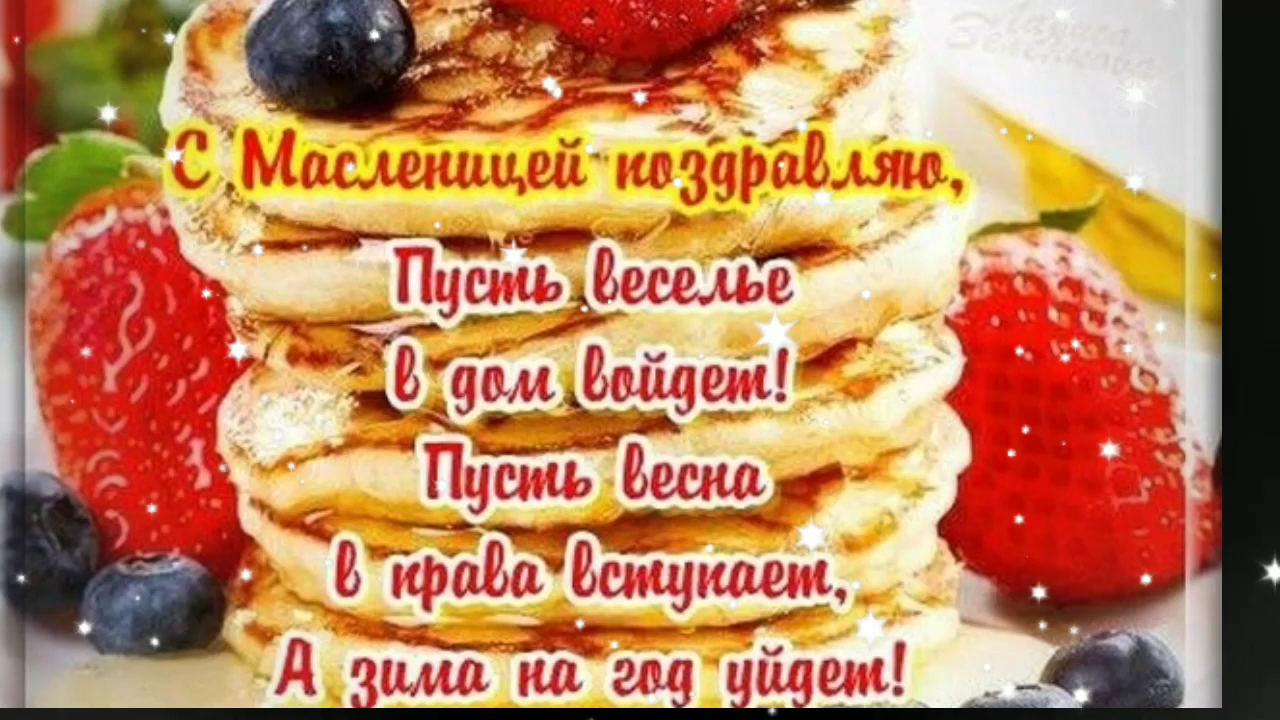 С Масленицей поздравляю,
Пусть веселье
в дом войдет!
Пусть весна
в права вступает,
А зима на год уйдет!